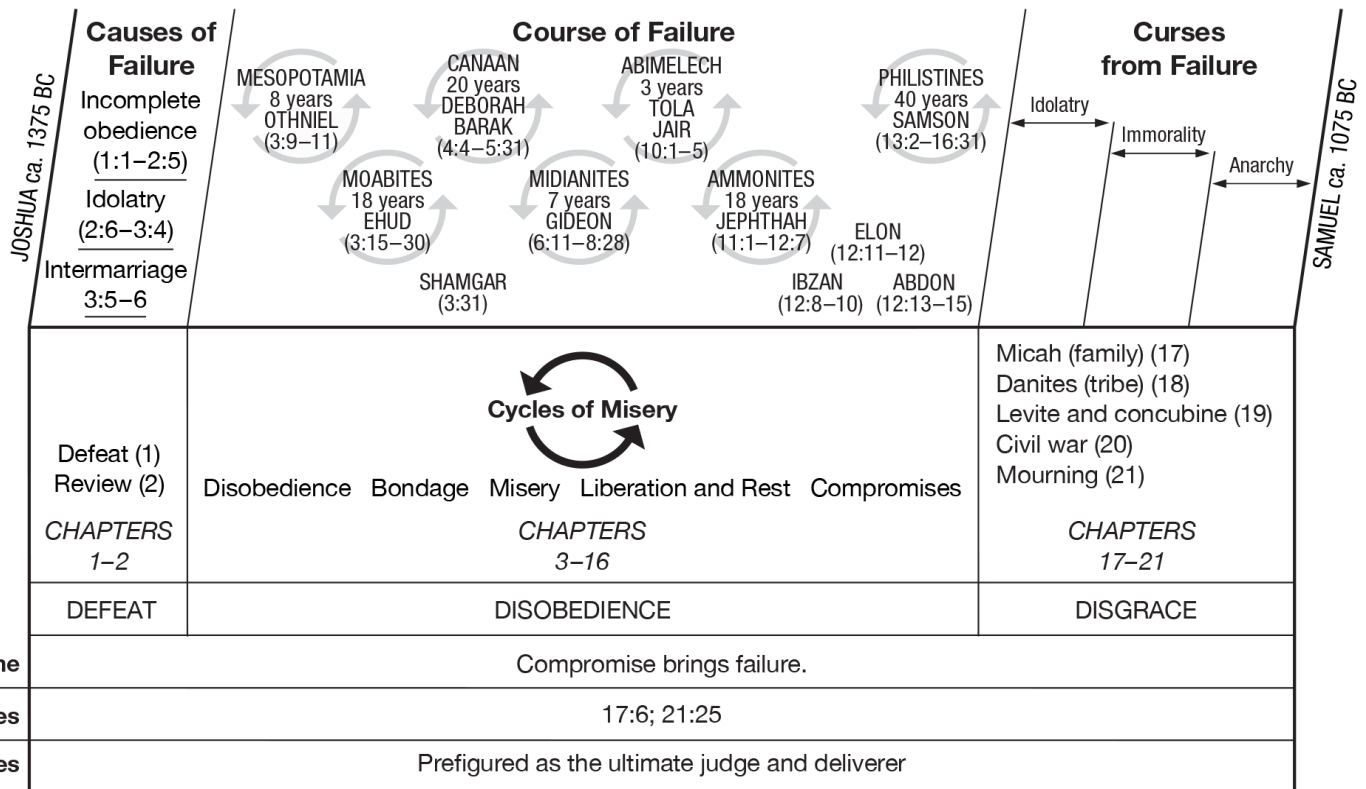 JOSHUA ca. 1375 BC
Causes of
Failure
Incomplete
obedience
(1:1–2:5)
Idolatry
(2:6–3:4)
Intermarriage
3:5–6
Course of Failure
MESOPOTAMIA
8 years
OTHNIEL
(3:9–11)
MOABITES
18 years
EHUD
(3:15–30)
SHAMGAR
(3:31)
CANAAN
20 years
DEBORAH
BARAK
(4:4–5:31)
MIDIANITES
7 years
GIDEON
(6:11–8:28)
ABIMELECH
3 years
TOLA
JAIR
(10:1–5)
AMMONITES
18 years
JEPHTHAH
(11:1–12:7)
IBZAN
(12:8–10)
ELON
(12:11–12)
ABDON
(12:13–15)
PHILISTINES
40 years
SAMSON
(13:2–16:31)
Curses
from Failure
Idolatry
Immorality
Anarchy
SAMUEL ca. 1075 BC
Defeat (1)
Review (2)
CHAPTERS
1–2
Cycles of Misery
Disobedience Bondage Misery Liberation and Rest Compromises
CHAPTERS
3–16
Micah (family) (17)
Danites (tribe) (18)
Levite and concubine (19)
Civil war (20)
Mourning (21)
CHAPTERS
17–21
DEFEAT
DISOBEDIENCE
DISGRACE
ne
Compromise brings failure.
es
17:6; 21:25
es
Prefigured as the ultimate judge and deliverer